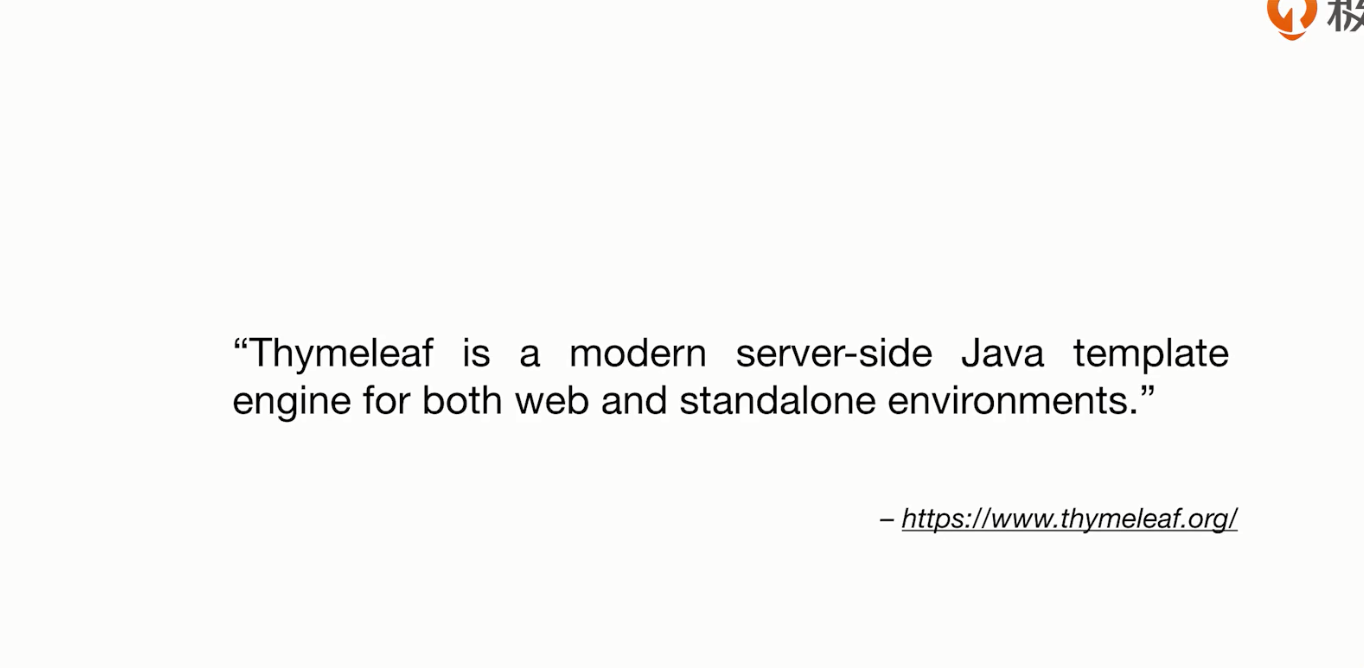 极
“Thymeleaf is a modern server-side Java template
engine for both web and standalone environments.”
– https://www.thymeleaf.org/